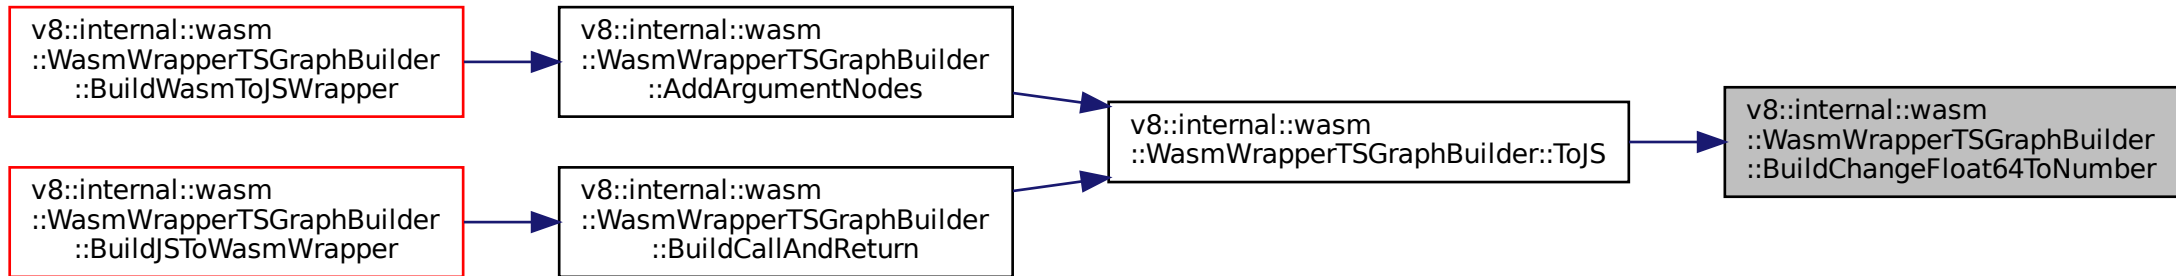 v8::internal::wasm
::WasmWrapperTSGraphBuilder
::BuildWasmToJSWrapper
v8::internal::wasm
::WasmWrapperTSGraphBuilder
::AddArgumentNodes
v8::internal::wasm
::WasmWrapperTSGraphBuilder
::BuildJSToWasmWrapper
v8::internal::wasm
::WasmWrapperTSGraphBuilder
::BuildCallAndReturn
v8::internal::wasm
::WasmWrapperTSGraphBuilder::ToJS
v8::internal::wasm
::WasmWrapperTSGraphBuilder
::BuildChangeFloat64ToNumber